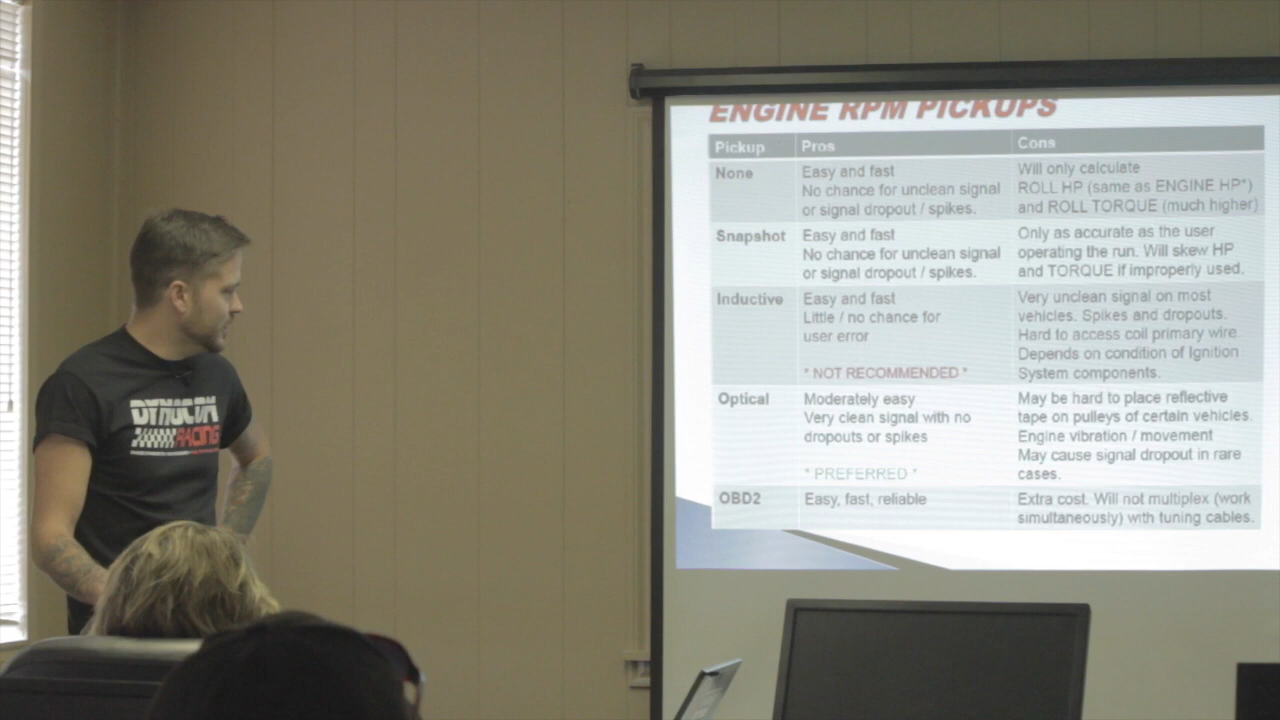 ENGINE RPM PICKUPS
Pickup Pros Cons
None
Easy and fast
No chance for unclean signal
or signal dropout / spikes.
Will only calculate
ROLL HP (same as ENGINE HP*)
and ROLL TORQUE (much higher)
Snapshot
Easy and fast
No chance for unclean signal
or signal dropout / spikes.
Only as accurate as the user
operating the run. Will skew HP
and TORQUE if improperly used.
Inductive
Easy and fast
Little / no chance for
user error
* NOT RECOMMENDED *
Very unclean signal on most
vehicles. Spikes and dropouts.
Hard to access coil primary wire.
Depends on condition of Ignition
System components.
Optical
Moderately easy
Very clean signal with no
dropouts or spikes
* PREFERRED *
May be hard to place reflective
tape on pulleys of certain vehicles.
Engine vibration / movement
May cause signal dropout in rare
cases.
OBD2
Easy, fast, reliable
Extra cost. Will not multiplex (work
simultaneously) with tuning cables.
RACING